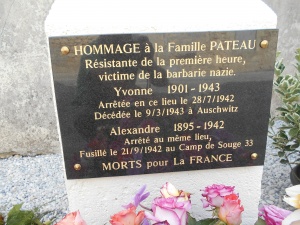 HOMMAGE à la Famille PATEAU
Résistante de la première heure,
victime de la barbarie nazie.
Yvonne 1901 - 1943
Arrêtée en ce lieu le 28/7/1942
Décédée le 9/3/1943 à Auschwitz
Alexandre 1895 - 1942
Arrêté au même lieu,
Fusillé le 21/9/1942 au Camp de Souge 33
MORTS pour La FRANCE